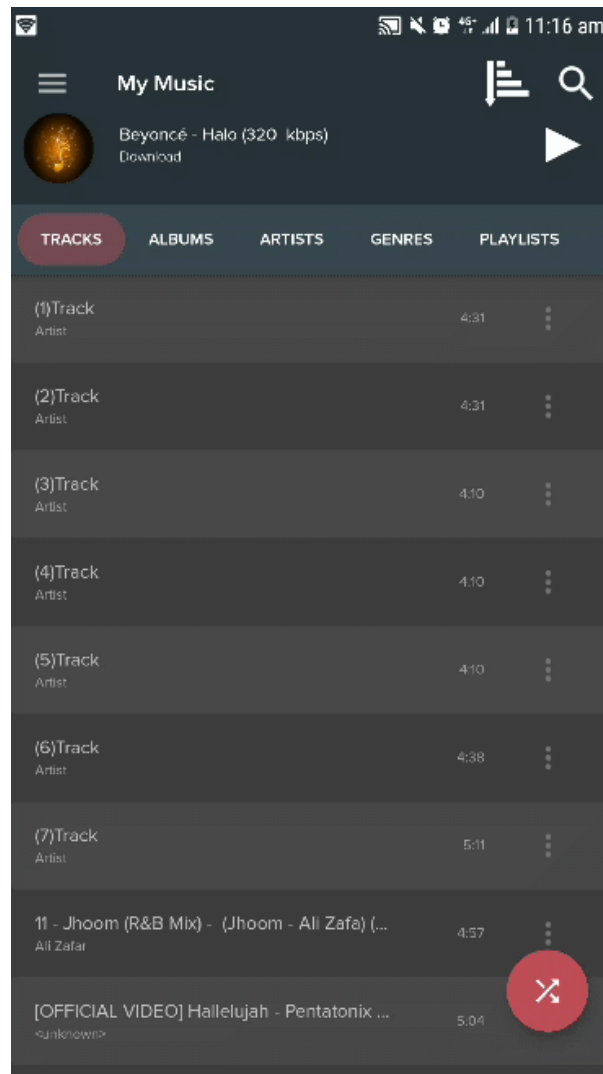 4G+ 11:16 am
My Music
Beyoncé - Halo (320 kbps)
Download
TRACKS ALBUMS ARTISTS GENRES PLAYLISTS
(1)Track 4:31
Artist
(2)Track 4:31
Artist
(3)Track 4:10
Artist
(4)Track 4:10
Artist
(5)Track 4:10
Artist
(6)Track 4:38
Artist
(7)Track 5:11
Artist
11 - Jhoom (R&B Mix) - (Jhoom - Ali Zafa) (... 4:57
Ali Zafar
[OFFICIAL VIDEO] Hallelujah - Pentatonix ... 5:04
<unknown>